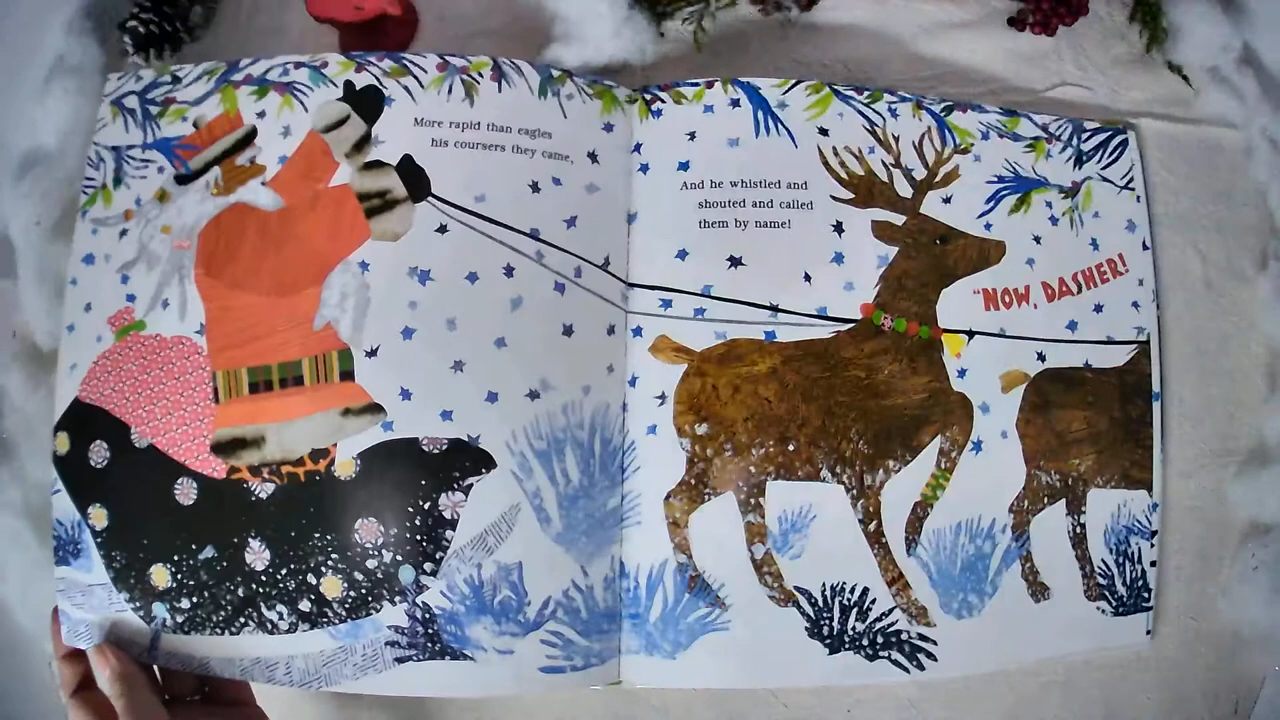 More rapid than eagles
his coursers they came,
And he whistled and
shouted and called
them by name!
"NOW, DASHER!